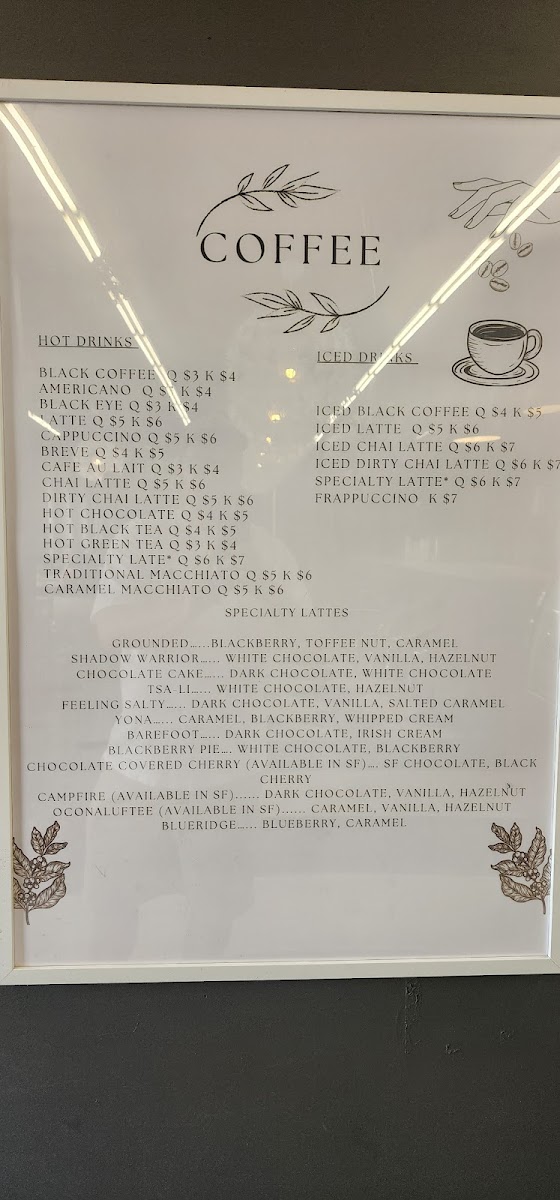 COFFEE
HOT DRINKS
BLACK COFFEE Q $3 K $4
AMERICANO Q K $4
BLACK EYE Q $3 K $4
LATTE Q $5 K $6
CAPPUCCINO Q $5 K $6
BREVE Q $4 K $5
CAFE AU LAIT Q $3 K $4
CHAI LATTE Q $5 K $6
DIRTY CHAI LATTE Q $5 K $6
HOT CHOCOLATE Q $4 K $5
HOT BLACK TEA Q $4 K $5
HOT GREEN TEA Q $3 K $4
SPECIALTY LATE* Q $6 K $7
TRADITIONAL MACCHIATO Q $5 K $6
CARAMEL MACCHIATO Q $5 K $6
ICED DRINKS
ICED BLACK COFFEE Q $4 K $5
ICED LATTE Q $5 K $6
ICED CHAI LATTE Q $6 K $7
ICED DIRTY CHAI LATTE Q $6 K $7
SPECIALTY LATTE* Q $6 K $7
FRAPPUCCINO K $7
SPECIALTY LATTES
GROUNDED......BLACKBERRY, TOFFEE NUT, CARAMEL
SHADOW WARRIOR...... WHITE CHOCOLATE, VANILLA, HAZELNUT
CHOCOLATE CAKE...... DARK CHOCOLATE, WHITE CHOCOLATE
TSA-LI...... WHITE CHOCOLATE, HAZELNUT
FEELING SALTY...... DARK CHOCOLATE, VANILLA, SALTED CARAMEL
YONA...... CARAMEL, BLACKBERRY, WHIPPED CREAM
BAREFOOT...... DARK CHOCOLATE, IRISH CREAM
BLACKBERRY PIE.... WHITE CHOCOLATE, BLACKBERRY
CHOCOLATE COVERED CHERRY (AVAILABLE IN SF).... SF CHOCOLATE, BLACK
CHERRY
CAMPFIRE (AVAILABLE IN SF)...... DARK CHOCOLATE, VANILLA, HAZELNUT
OCONALUFTEE (AVAILABLE IN SF)...... CARAMEL, VANILLA, HAZELNUT
BLUERIDGE...... BLUEBERRY, CARAMEL